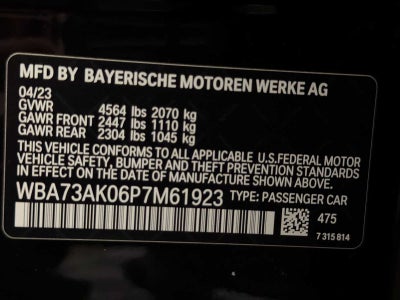 MFD BY BAYERISCHE MOTOREN WERKE AG
04/23
GVWR 4564 lbs 2070 kg
GAWR FRONT 2447 lbs 1110 kg
GAWR REAR 2304 lbs 1045 kg
THIS VEHICLE CONFORMS TO ALL APPLICABLE U.S.FEDERAL MOTOR
VEHICLE SAFETY, BUMPER, AND THEFT PREVENTION STANDARDS
IN EFFECT ON THE DATE OF MANUFACTURE SHOWN ABOVE.
WBA73AK06P7M61923 TYPE: PASSENGER CAR
475
7 315 814